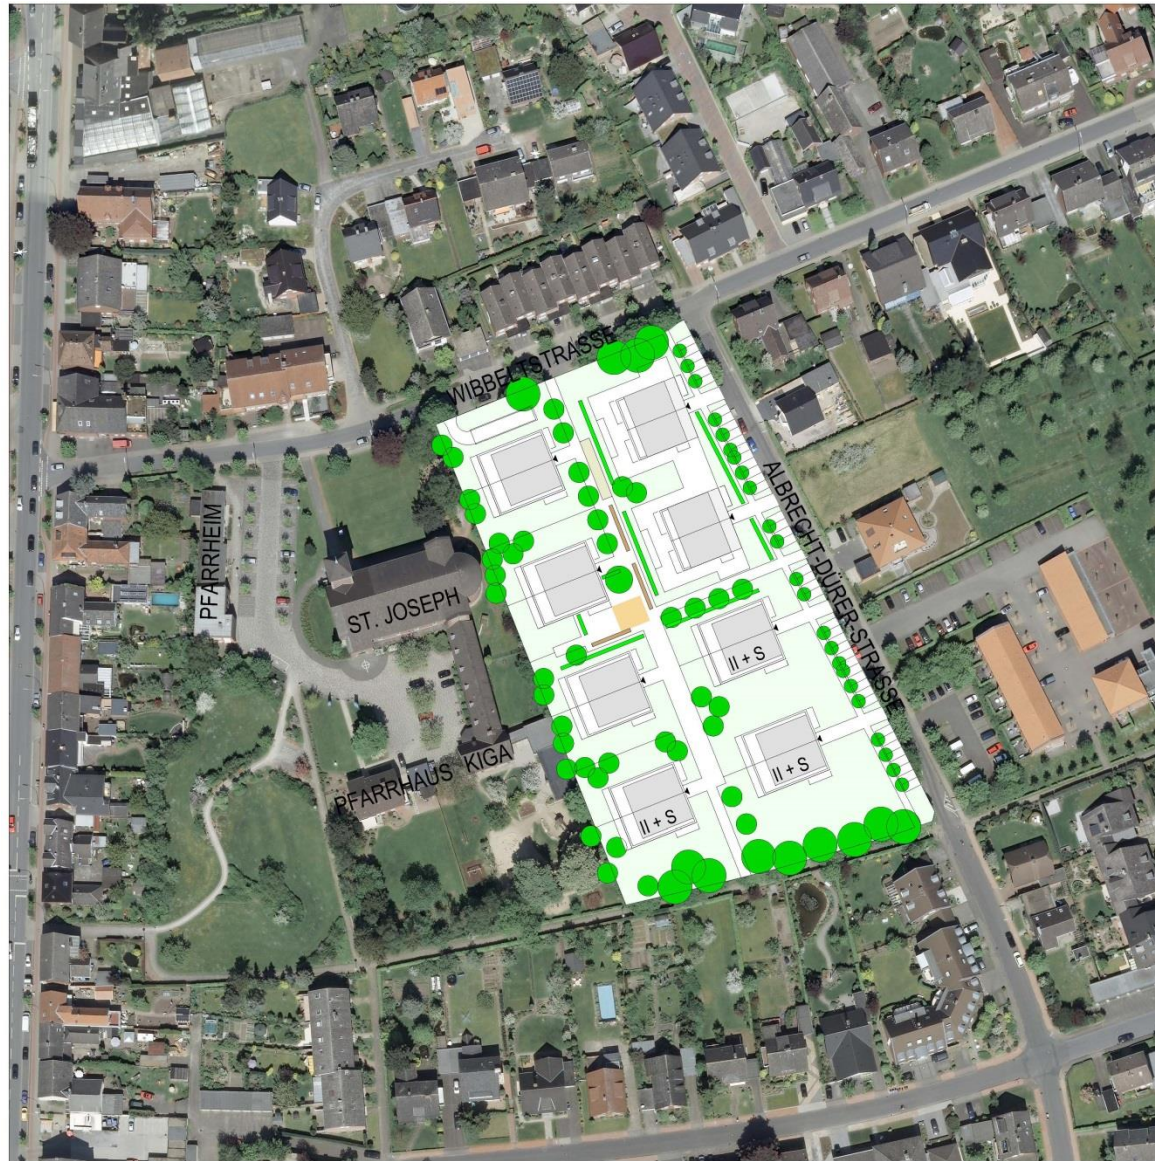 WIBBELTSTRASSE
ALBRECHT-DÜRER-STRASSE
PFARRHEIM
ST. JOSEPH
II + S
PFARRHAUS KIGA
II + S
II + S